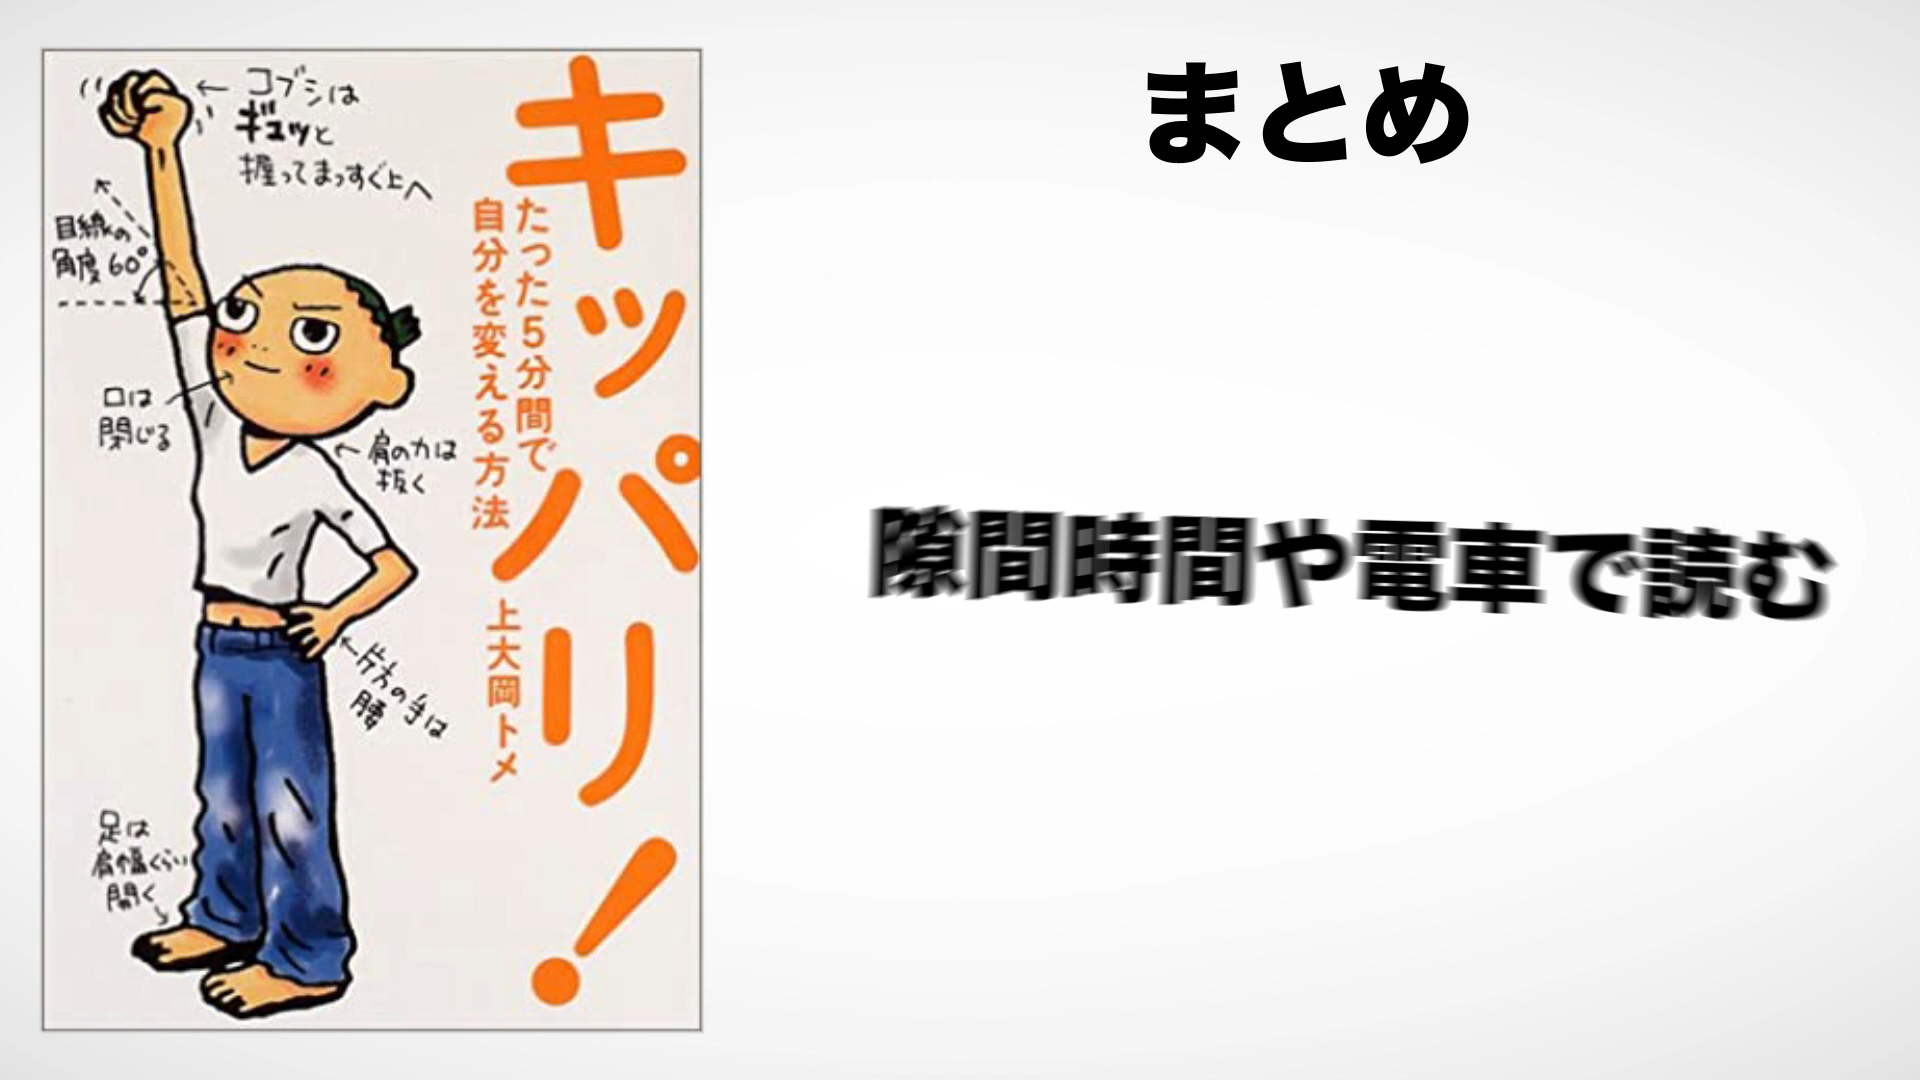 まとめ
隙間時間や電車で読む
キッパリ!
たった5分間で
自分を変える方法
上大岡トメ
コブシは
ギュッと
握ってまっすぐ上へ
目線の
角度60°
口は
閉じる
肩の力は
抜く
片方の手は
腰
足は
肩幅くらい
開く